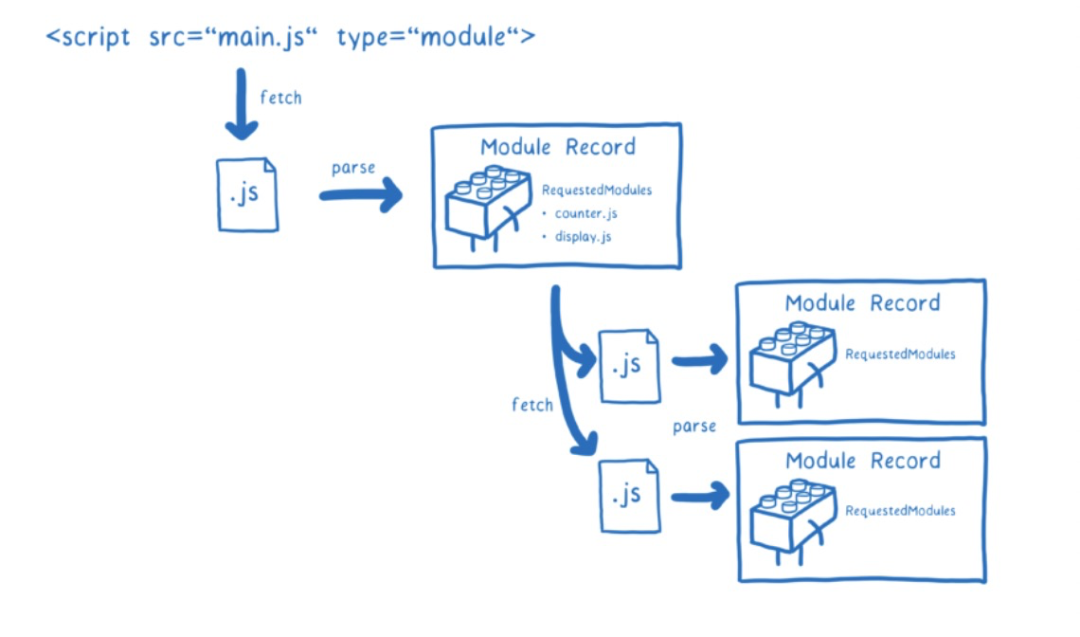 <script src=“main.js“ type=“module“>
fetch
.js
parse
Module Record
RequestedModules
• counter.js
• display.js
Module Record
.js
RequestedModules
fetch
parse
Module Record
.js
RequestedModules